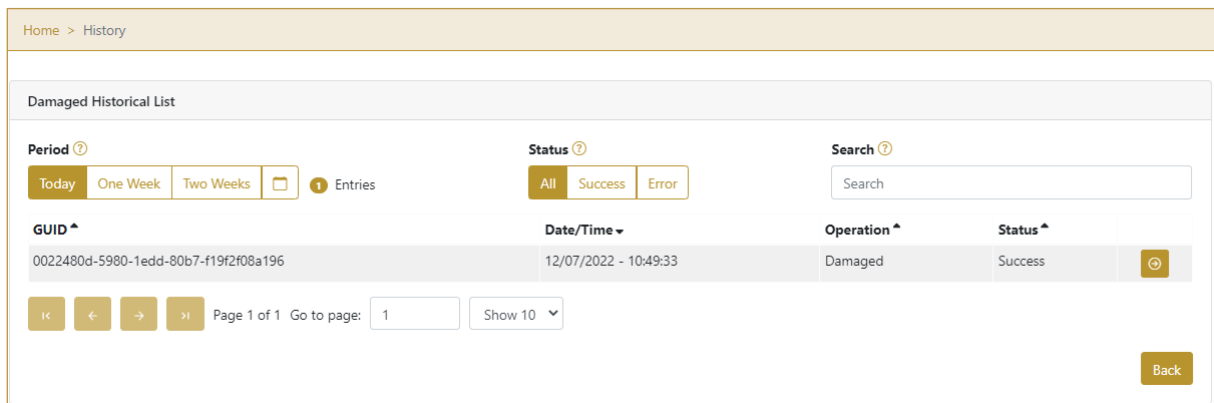 Home > History
Damaged Historical List
Period ? Status ? Search ?
Today One Week Two Weeks 1 Entries All Success Error Search
GUID Date/Time Operation Status
0022480d-5980-1edd-80b7-f19f2f08a196 12/07/2022 - 10:49:33 Damaged Success
Page 1 of 1 Go to page: 1 Show 10
Back